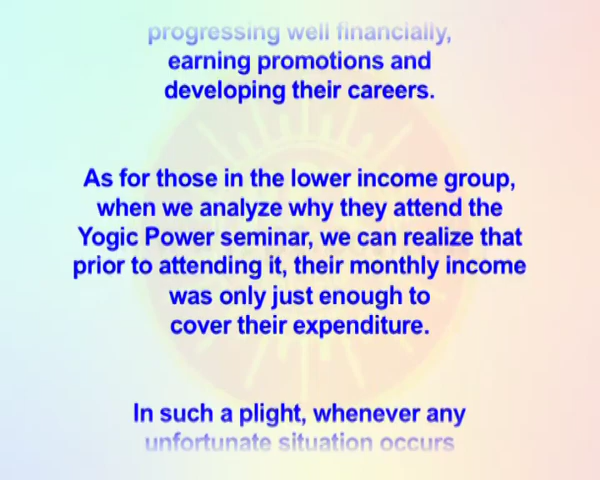 progressing well financially,
earning promotions and
developing their careers.
As for those in the lower income group,
when we analyze why they attend the
Yogic Power seminar, we can realize that
prior to attending it, their monthly income
was only just enough to
cover their expenditure.
In such a plight, whenever any
unfortunate situation occurs